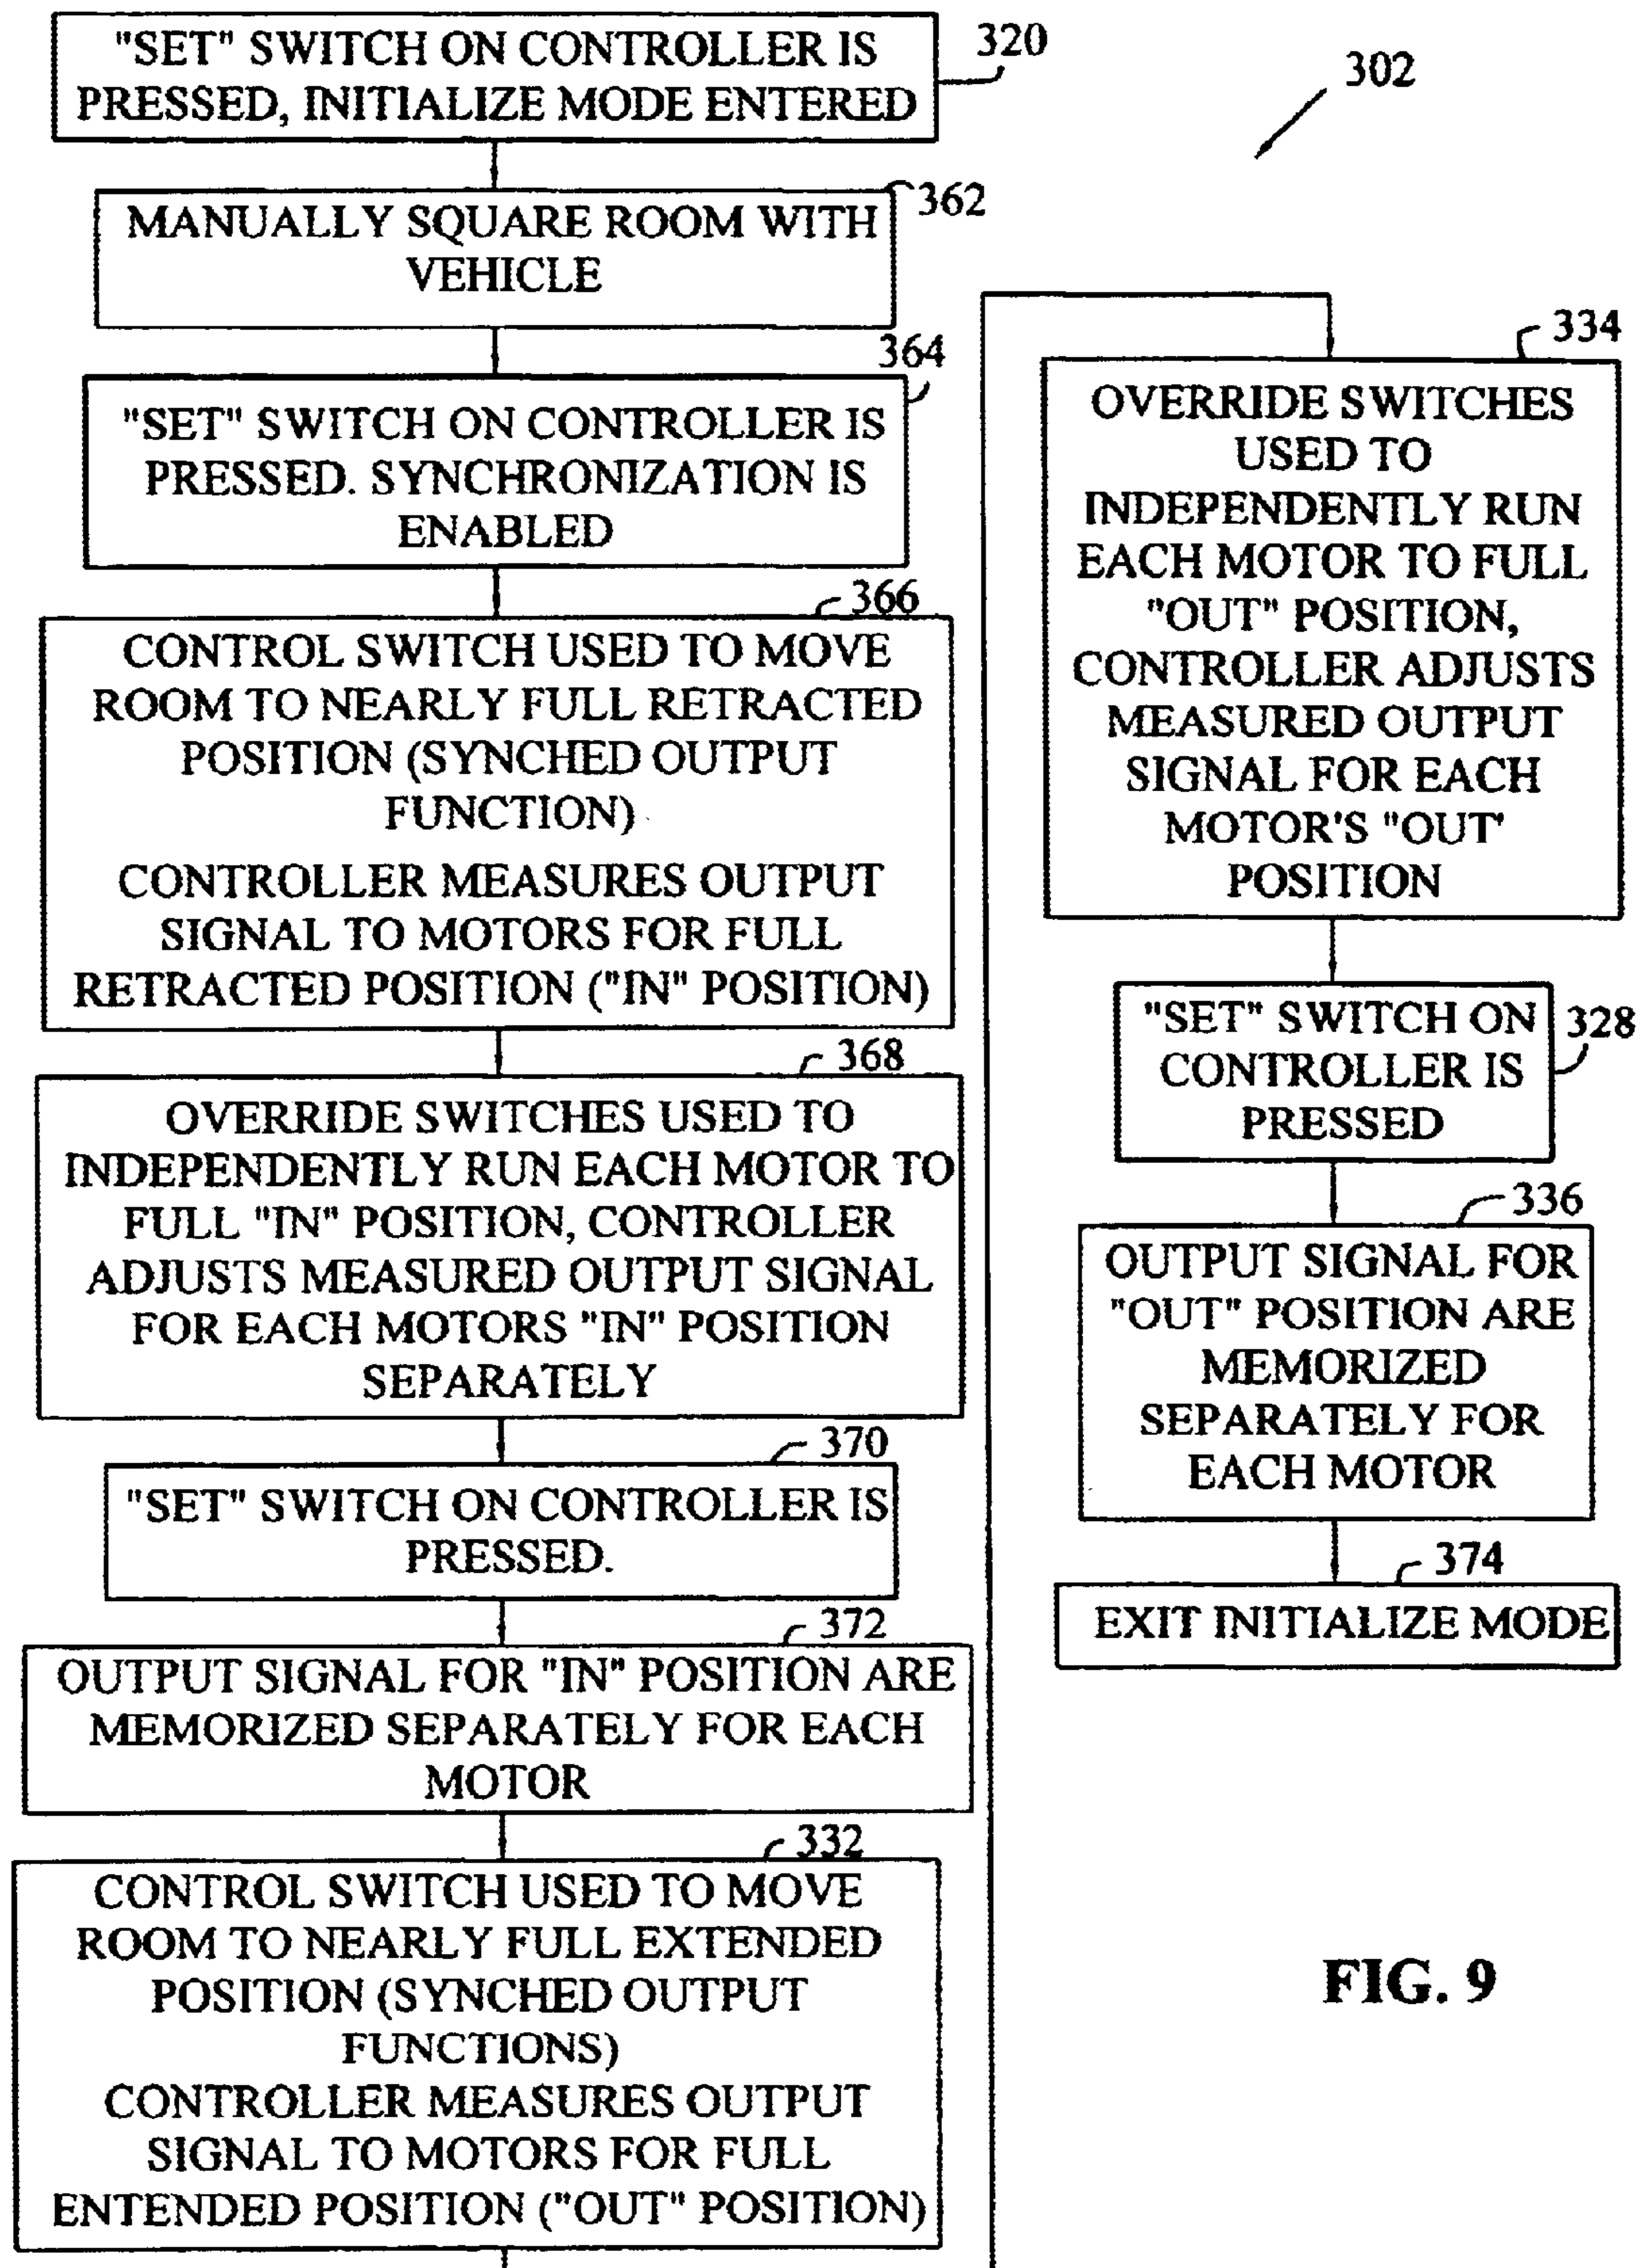 "SET" SWITCH ON CONTROLLER IS
PRESSED, INITIALIZE MODE ENTERED
320
302
MANUALLY SQUARE ROOM WITH
VEHICLE
362
"SET" SWITCH ON CONTROLLER IS
PRESSED. SYNCHRONIZATION IS
ENABLED
364
CONTROL SWITCH USED TO MOVE
ROOM TO NEARLY FULL RETRACTED
POSITION (SYNCHED OUTPUT
FUNCTION)
CONTROLLER MEASURES OUTPUT
SIGNAL TO MOTORS FOR FULL
RETRACTED POSITION ("IN" POSITION)
366
OVERRIDE SWITCHES USED TO
INDEPENDENTLY RUN EACH MOTOR TO
FULL "IN" POSITION, CONTROLLER
ADJUSTS MEASURED OUTPUT SIGNAL
FOR EACH MOTORS "IN" POSITION
SEPARATELY
368
"SET" SWITCH ON CONTROLLER IS
PRESSED.
370
OUTPUT SIGNAL FOR "IN" POSITION ARE
MEMORIZED SEPARATELY FOR EACH
MOTOR
372
CONTROL SWITCH USED TO MOVE
ROOM TO NEARLY FULL EXTENDED
POSITION (SYNCHED OUTPUT
FUNCTIONS)
CONTROLLER MEASURES OUTPUT
SIGNAL TO MOTORS FOR FULL
ENTENDED POSITION ("OUT" POSITION)
332
OVERRIDE SWITCHES
USED TO
INDEPENDENTLY RUN
EACH MOTOR TO FULL
"OUT" POSITION,
CONTROLLER ADJUSTS
MEASURED OUTPUT
SIGNAL FOR EACH
MOTOR'S "OUT'
POSITION
334
"SET" SWITCH ON
CONTROLLER IS
PRESSED
328
OUTPUT SIGNAL FOR
"OUT" POSITION ARE
MEMORIZED
SEPARATELY FOR
EACH MOTOR
336
EXIT INITIALIZE MODE
374
FIG. 9